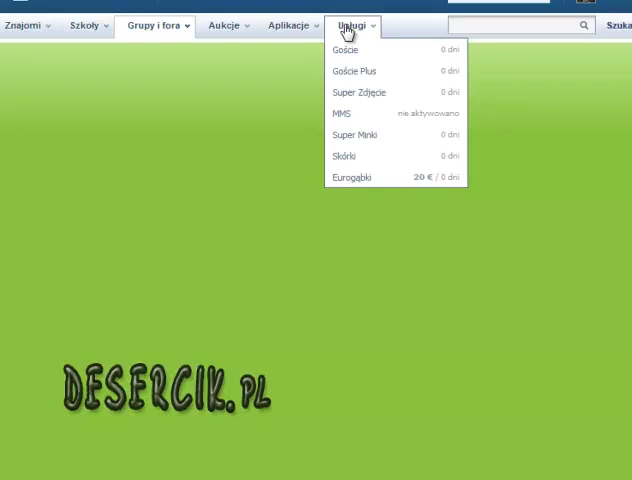 Znajomi Szkoły Grupy i fora Aukcje Aplikacje Usługi Szuka
Goście 0 dni
Goście Plus 0 dni
Super Zdjęcie 0 dni
MMS nie aktywowano
Super Minki 0 dni
Skórki 0 dni
Eurogąbki 20 € / 0 dni
DESERCIK.PL